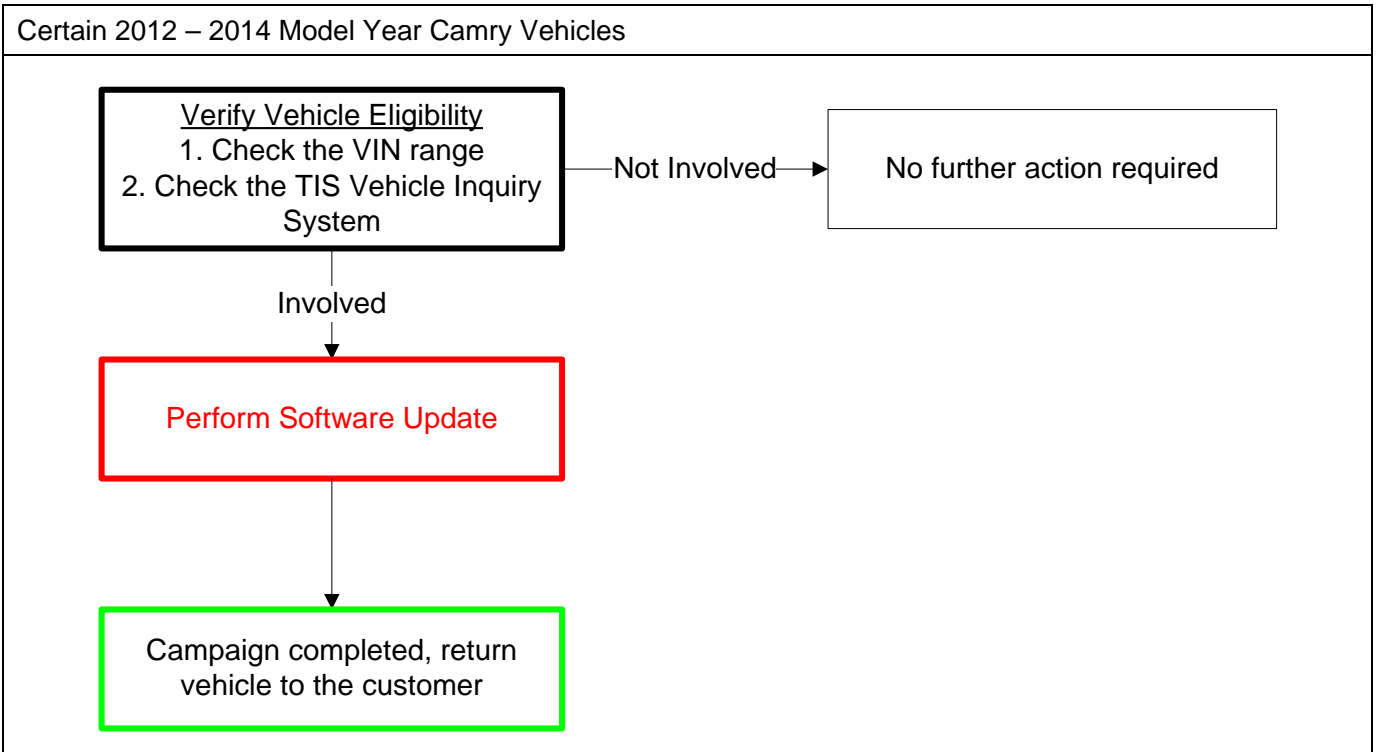 Certain 2012 – 2014 Model Year Camry Vehicles
Verify Vehicle Eligibility
1. Check the VIN range
2. Check the TIS Vehicle Inquiry
System
Not Involved
No further action required
Involved
Perform Software Update
Campaign completed, return
vehicle to the customer